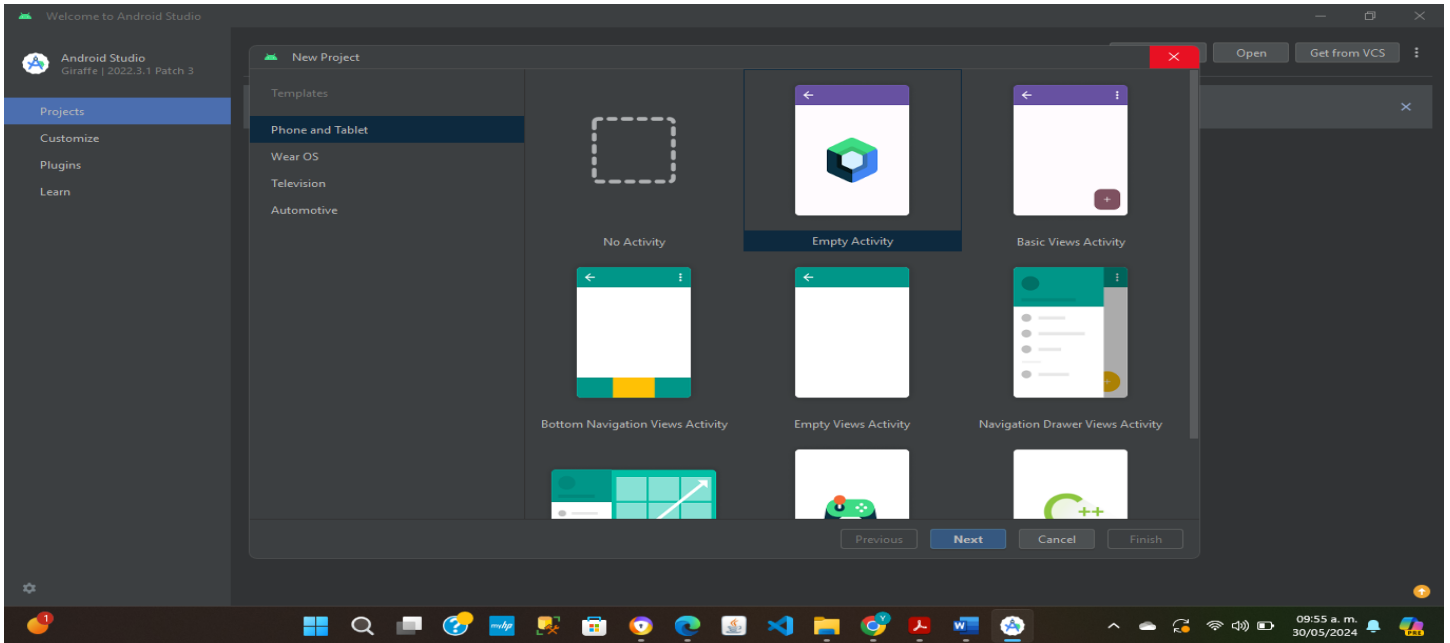 Welcome to Android Studio
Android Studio
Giraffe | 2022.3.1 Patch 3
Projects
Customize
Plugins
Learn
Open
Get from VCS
New Project
Templates
Phone and Tablet
Wear OS
Television
Automotive
No Activity
Empty Activity
Basic Views Activity
Bottom Navigation Views Activity
Empty Views Activity
Navigation Drawer Views Activity
C++
Previous
Next
Cancel
Finish
1
myhp
W
PRE
09:55 a. m.
30/05/2024